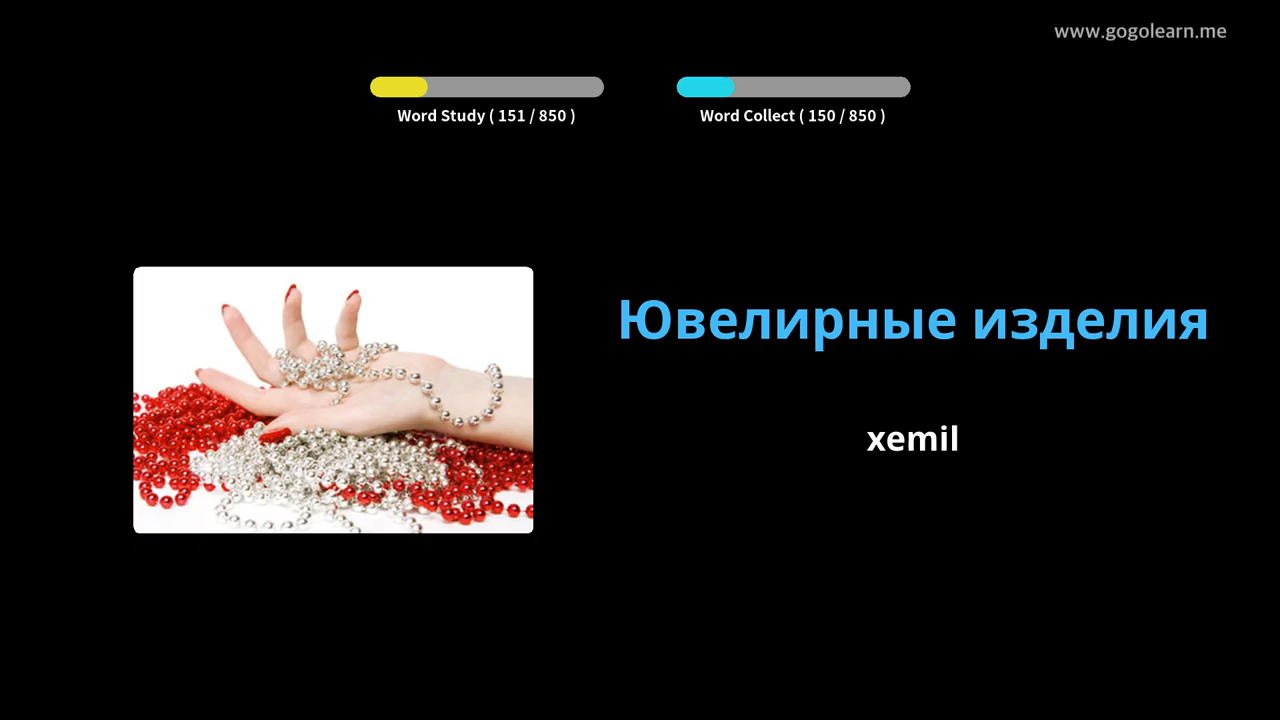 www.gogolearn.me
Word Study ( 151 / 850 )
Word Collect ( 150 / 850 )
Ювелирные изделия
xemil